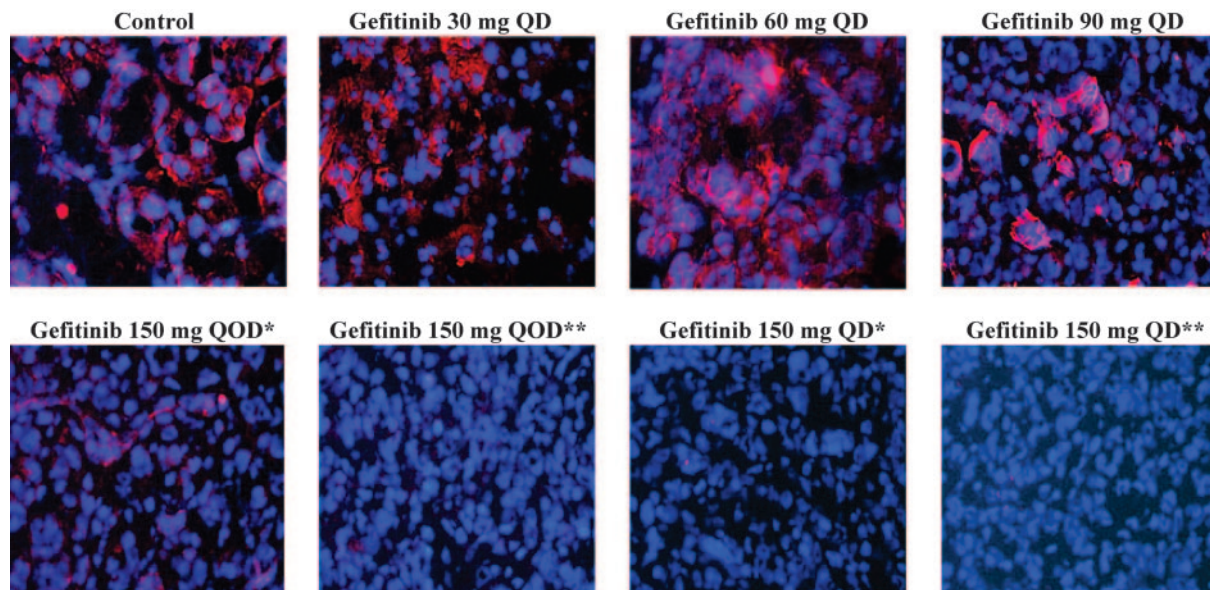 Control
Gefitinib 30 mg QD
Gefitinib 60 mg QD
Gefitinib 90 mg QD
Gefitinib 150 mg QOD*
Gefitinib 150 mg QOD**
Gefitinib 150 mg QD*
Gefitinib 150 mg QD**